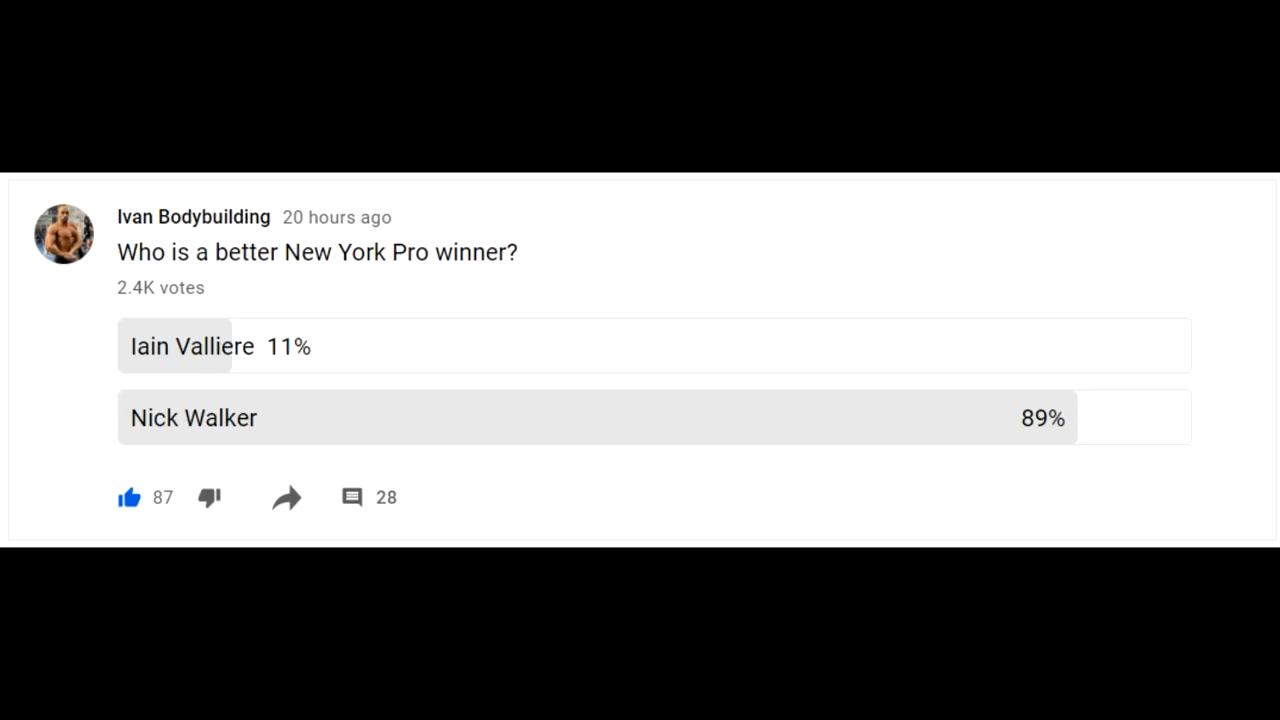 Ivan Bodybuilding 20 hours ago
Who is a better New York Pro winner?
2.4K votes
Iain Valliere 11%
Nick Walker 89%
87 28